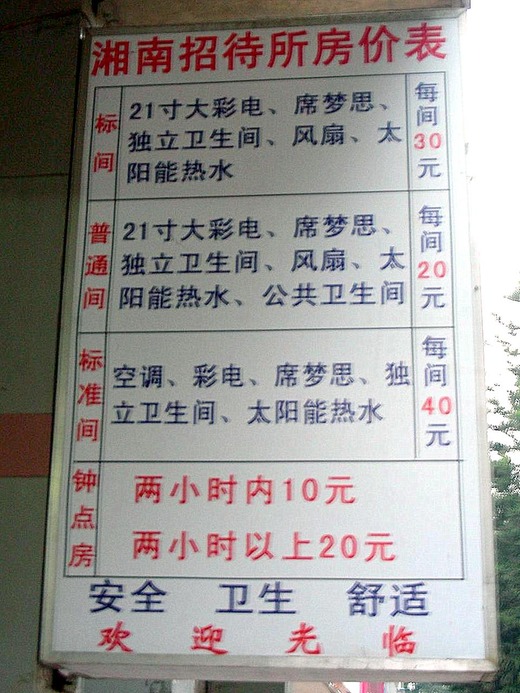 湘南招待所房价表
标间
21寸大彩电、席梦思、
独立卫生间、风扇、太
阳能热水
每间30元
普通间
21寸大彩电、席梦思、
独立卫生间、风扇、太
阳能热水、公共卫生间
每间20元
标准间
空调、彩电、席梦思、独
立卫生间、太阳能热水
每间40元
钟点房
两小时内10元
两小时以上20元
安全 卫生 舒适
欢迎光临